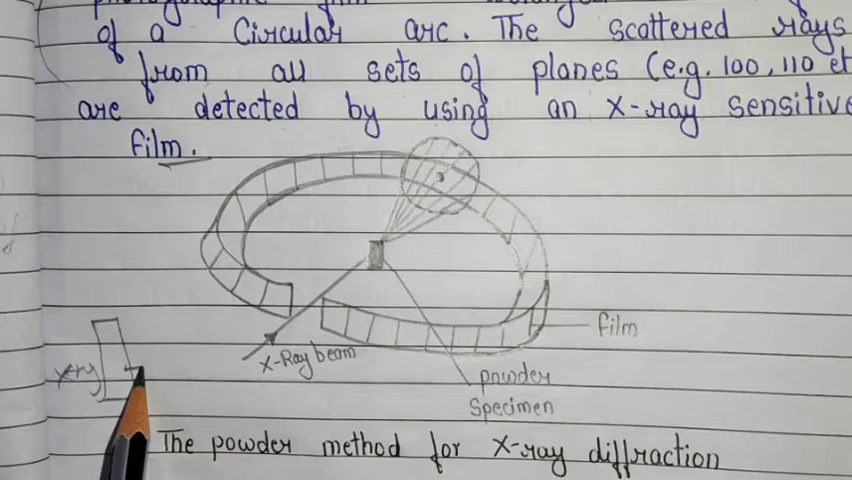 of a Circular arc. The scattered rays
from all sets of planes (e.g. 100, 110 et
are detected by using an X-ray sensitive
film.
film
X-Ray beam
powder
Specimen
The powder method for X-ray diffraction